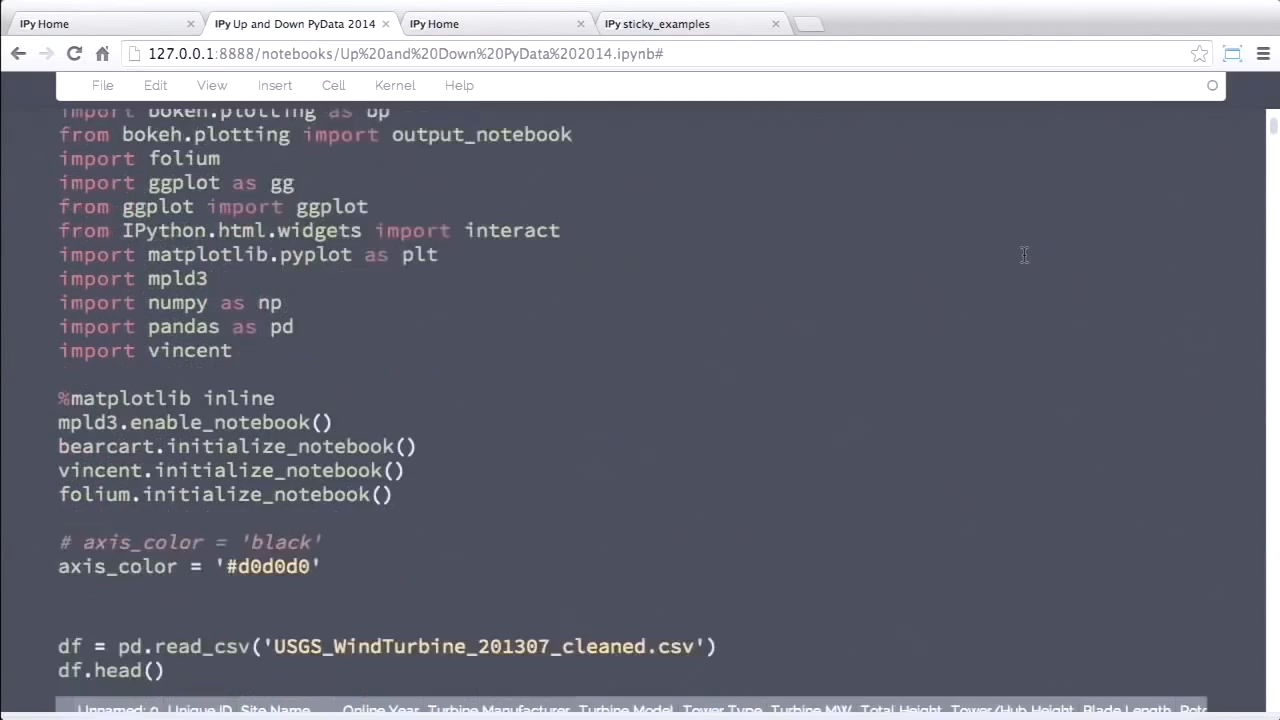 IPy Home
IPy Up and Down PyData 2014
IPy Home
IPy sticky_examples
127.0.0.1:8888/notebooks/Up%20and%20Down%20PyData%202014.ipynb#
File Edit View Insert Cell Kernel Help
import bokeh.plotting as bp
from bokeh.plotting import output_notebook
import folium
import ggplot as gg
from ggplot import ggplot
from IPython.html.widgets import interact
import matplotlib.pyplot as plt
import mpld3
import numpy as np
import pandas as pd
import vincent
%matplotlib inline
mpld3.enable_notebook()
bearcart.initialize_notebook()
vincent.initialize_notebook()
folium.initialize_notebook()
# axis_color = 'black'
axis_color = '#d0d0d0'
df = pd.read_csv('USGS_WindTurbine_201307_cleaned.csv')
df.head()
Unnamed: 0 Unique ID Site Name Online Year Turbine Manufacturer Turbine Model Tower Type Turbine MW Total Height Tower/Hub Height Blade Length